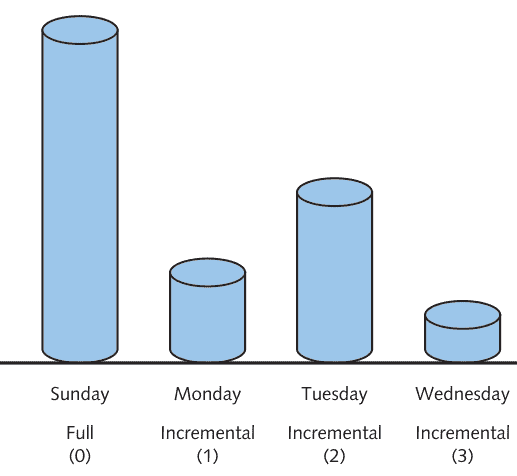 Sunday Monday Tuesday Wednesday
Full Incremental Incremental Incremental
(0) (1) (2) (3)